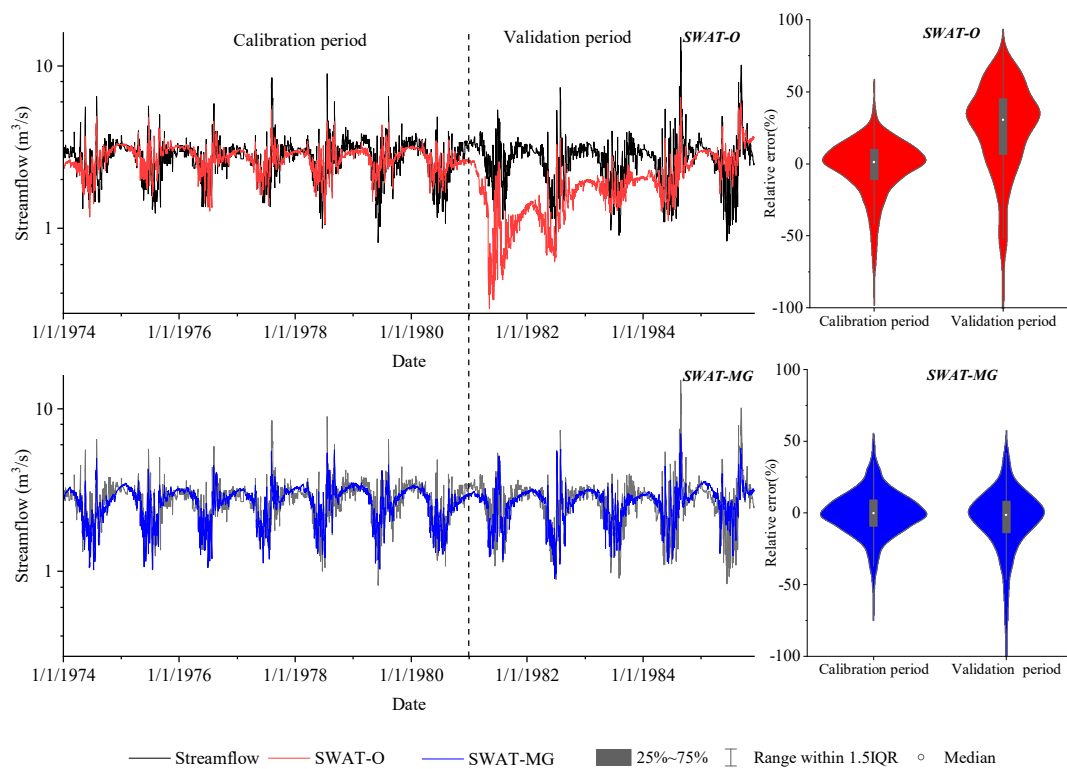 Calibration period
Validation period
SWAT-O
10
1
Streamflow (m³/s)
1/1/1974
1/1/1976
1/1/1978
1/1/1980
1/1/1982
1/1/1984
Date
SWAT-O
100
50
0
-50
-100
Relative error(%)
Calibration period
Validation period
SWAT-MG
10
1
Streamflow (m³/s)
1/1/1974
1/1/1976
1/1/1978
1/1/1980
1/1/1982
1/1/1984
Date
SWAT-MG
100
50
0
-50
-100
Relative error(%)
Calibration period
Validation period
Streamflow
SWAT-O
SWAT-MG
25%~75%
Range within 1.5IQR
Median